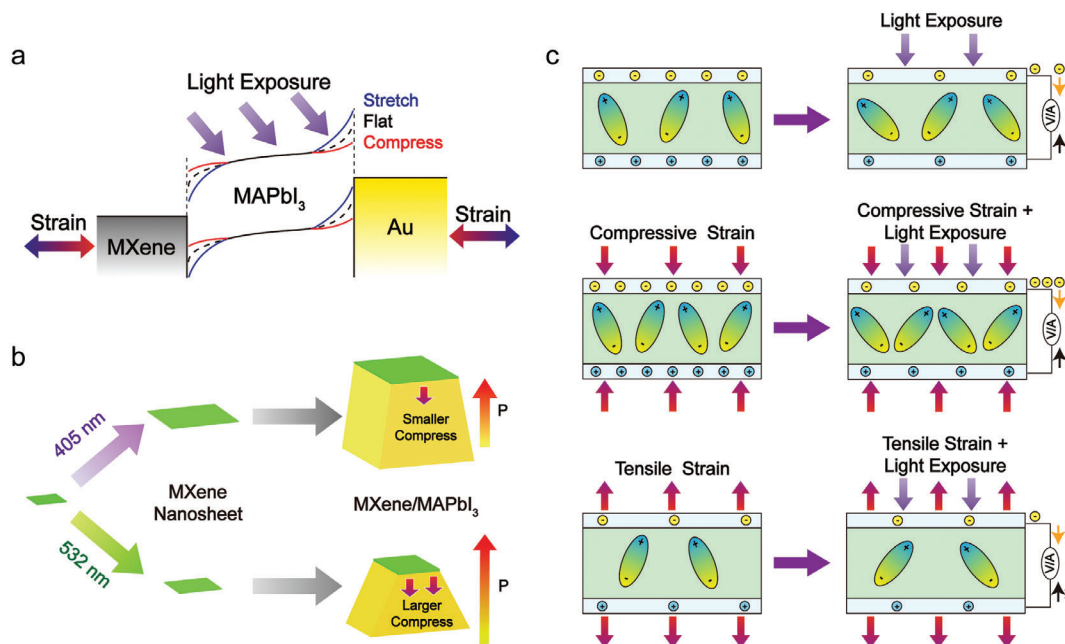 a
Light Exposure
Stretch
Flat
Compress
MAPbI₃
Strain
MXene
Au
Strain
b
405 nm
532 nm
MXene
Nanosheet
Smaller
Compress
P
MXene/MAPbI₃
Larger
Compress
P
c
Light Exposure
- - - - -
+ - + - + -
+ + + + +
- - - - -
+ - + - + -
V/A
+ + +
Compressive Strain
Compressive Strain +
Light Exposure
- - - - - - -
+ - + - + - + -
+ + + + + + +
- - - - - - -
+ - + - + - + -
V/A
+ + + +
Tensile Strain
Tensile Strain +
Light Exposure
- - -
+ - + -
+ + +
- - -
+ - + -
V/A
+ +